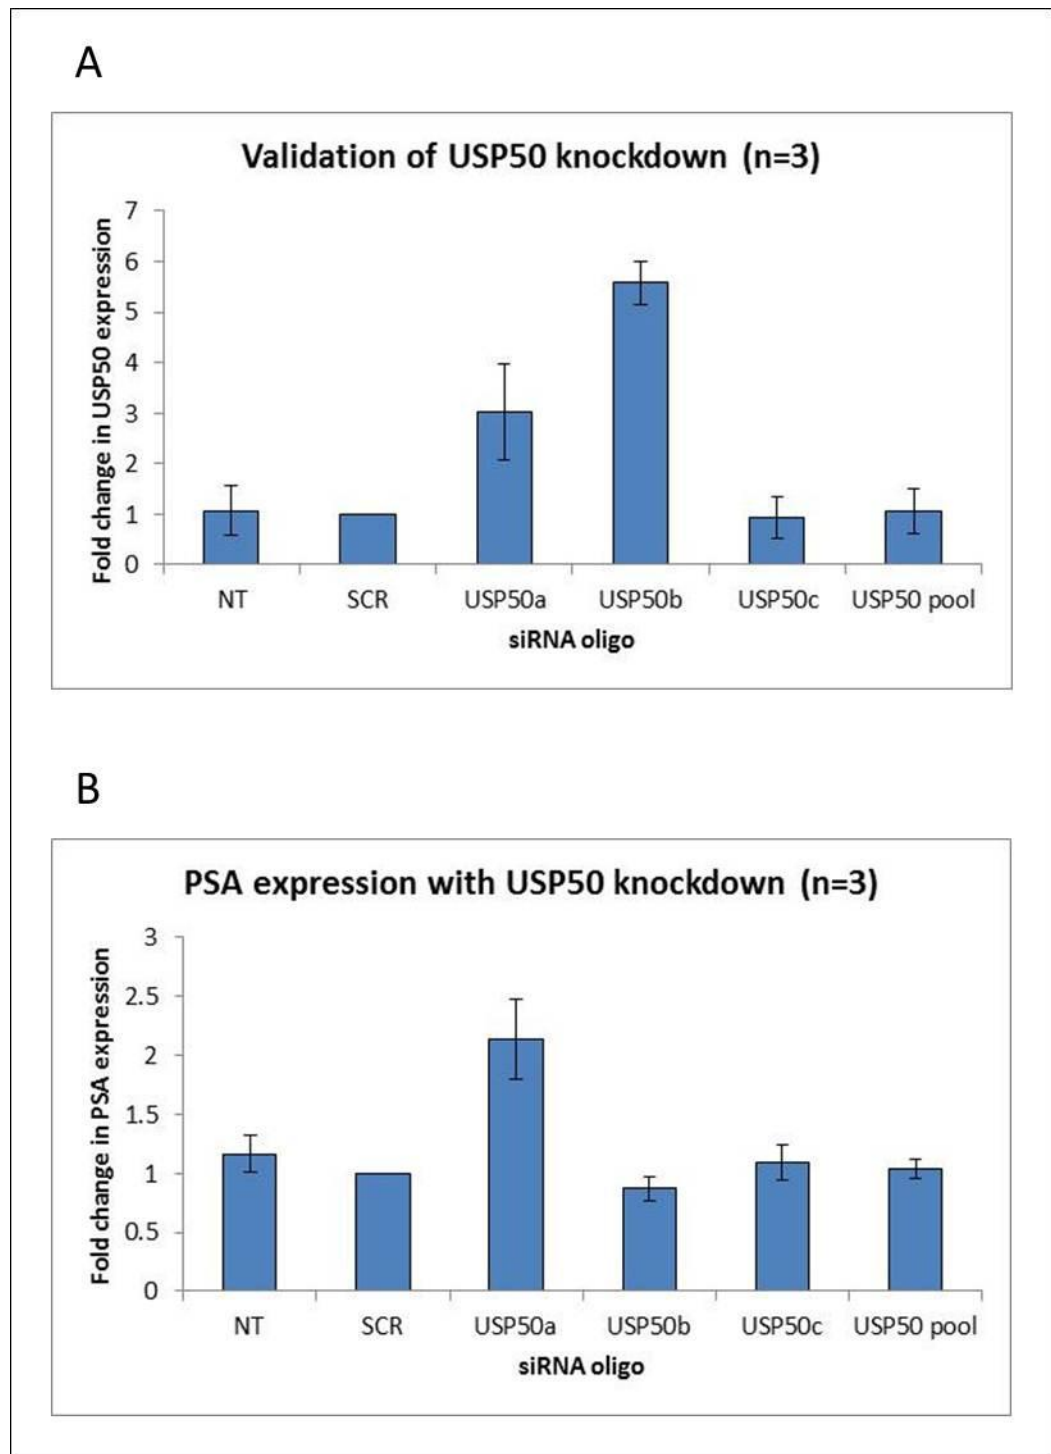 A
Validation of USP50 knockdown (n=3)
Fold change in USP50 expression
7
6
5
4
3
2
1
0
NT SCR USP50a USP50b USP50c USP50 pool
siRNA oligo
B
PSA expression with USP50 knockdown (n=3)
Fold change in PSA expression
3
2.5
2
1.5
1
0.5
0
NT SCR USP50a USP50b USP50c USP50 pool
siRNA oligo